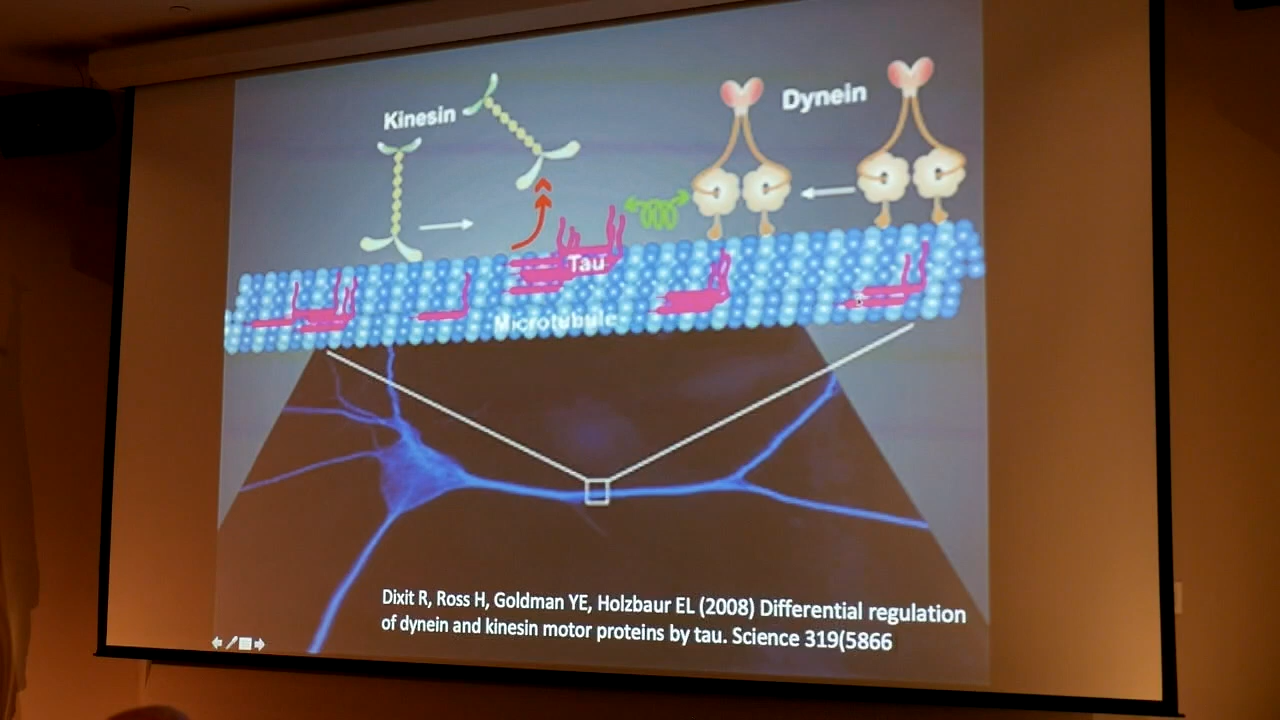 Kinesin
Dynein
Tau
Microtubule
Dixit R, Ross H, Goldman YE, Holzbaur EL (2008) Differential regulation
of dynein and kinesin motor proteins by tau. Science 319(5866